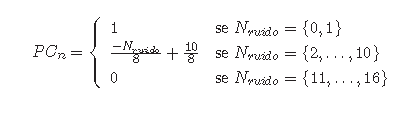 PC_n = { 1 se N_ruido = {0, 1}
-N_ruido/8 + 10/8 se N_ruido = {2, ..., 10}
0 se N_ruido = {11, ..., 16}